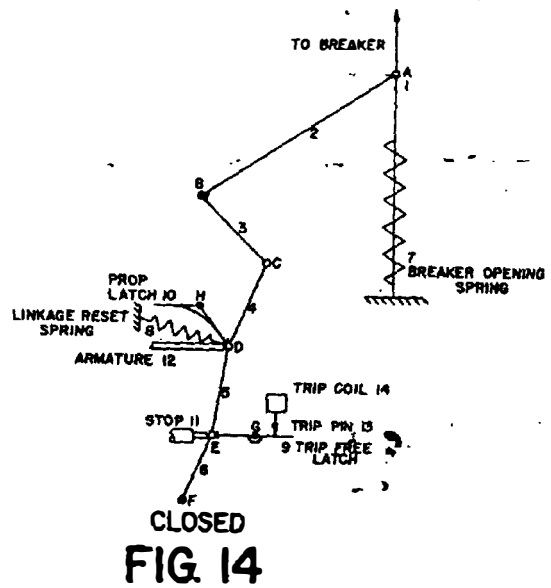 TO BREAKER
A
1
2
B
3
C
7
BREAKER OPENING
SPRING
PROP
LATCH 10
H
4
LINKAGE RESET
SPRING
8
D
ARMATURE 12
5
TRIP COIL 14
STOP 11
G
TRIP PIN 13
E
9 TRIP FREE
LATCH
6
F
CLOSED
FIG. 14